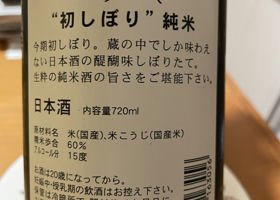 "初しぼり" 純米
今期初しぼり。蔵の中でしか味わえ
ない日本酒の醍醐味しぼりたて。
生粋の純米酒の旨さをご堪能下さい。
日本酒 内容量720ml
原材料名 米(国産)、米こうじ(国産米)
精米歩合 60%
アルコール分 15度
お酒は20歳になってから。
妊娠中・授乳期の飲酒はお控え下さい。